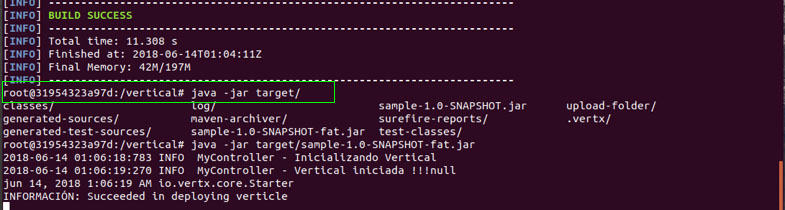 [INFO] ------------------------------------------------------------------------
[INFO] BUILD SUCCESS
[INFO] ------------------------------------------------------------------------
[INFO] Total time: 11.308 s
[INFO] Finished at: 2018-06-14T01:04:11Z
[INFO] Final Memory: 42M/197M
[INFO] ------------------------------------------------------------------------
root@31954323a97d:/vertical# java -jar target/
classes/ log/ sample-1.0-SNAPSHOT.jar upload-folder/
generated-sources/ maven-archiver/ surefire-reports/ .vertx/
generated-test-sources/ sample-1.0-SNAPSHOT-fat.jar test-classes/
root@31954323a97d:/vertical# java -jar target/sample-1.0-SNAPSHOT-fat.jar
2018-06-14 01:06:18:783 INFO  MyController - Inicializando Vertical
2018-06-14 01:06:19:270 INFO  MyController - Vertical iniciada !!!null
jun 14, 2018 1:06:19 AM io.vertx.core.Starter
INFORMACIÓN: Succeeded in deploying verticle